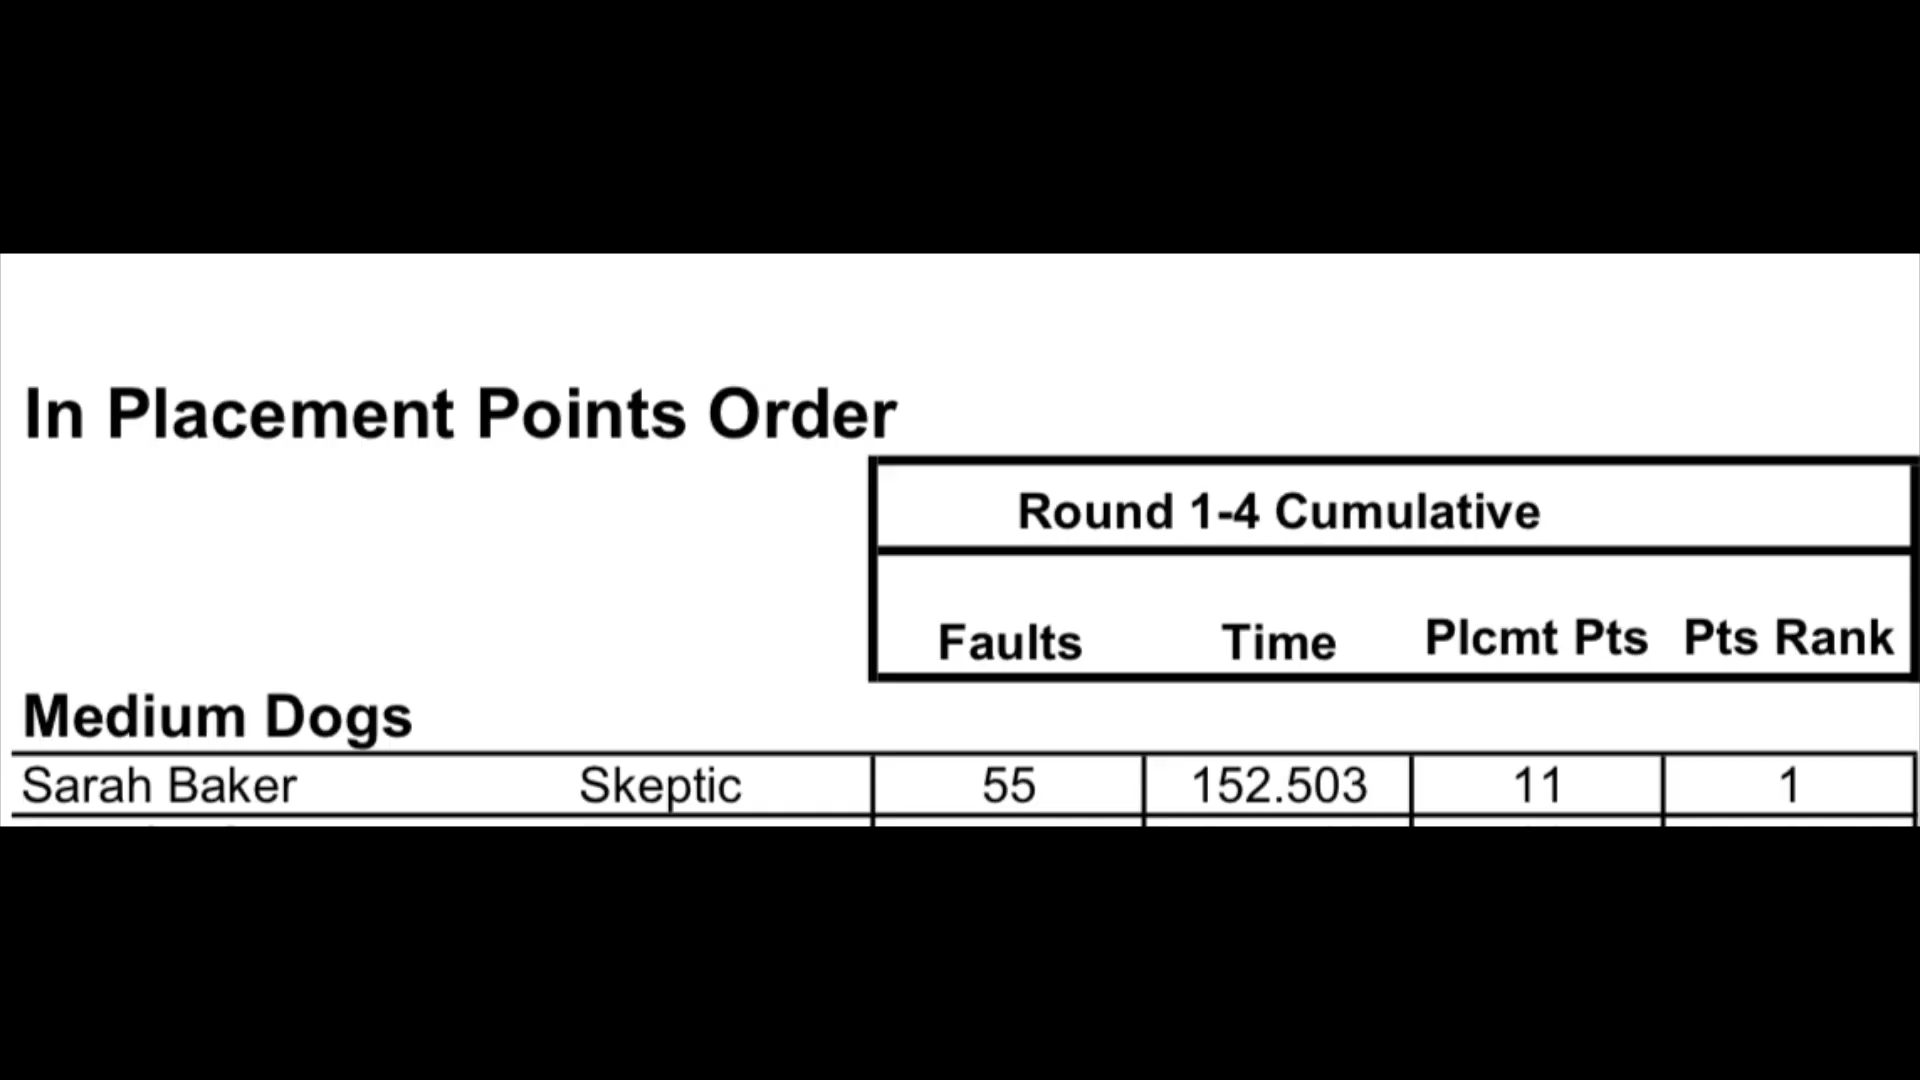 In Placement Points Order
Round 1-4 Cumulative
Faults Time Plcmt Pts Pts Rank
Medium Dogs
Sarah Baker Skeptic 55 152.503 11 1